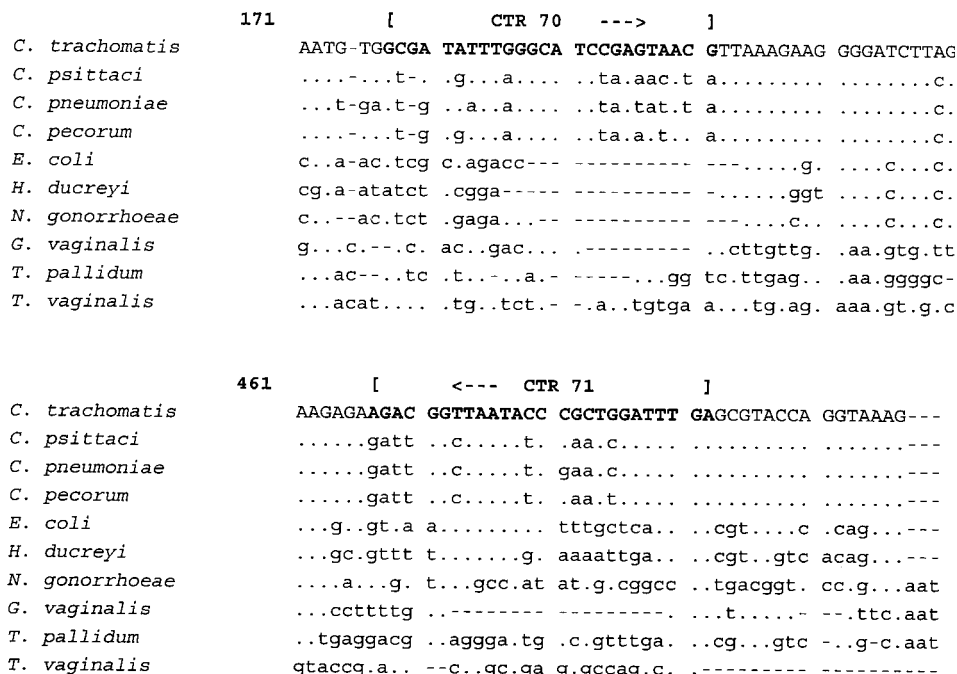 171 [ CTR 70 ---> ]
C. trachomatis AATG-TGGCGA TATTTGGGCA TCCGAGTAAC GTTAAAGAAG GGGATCTTAG
C. psittaci ....-...t-. .g...a.... ..ta.aac.t a......... ........c.
C. pneumoniae ...t-ga.t-g ..a..a.... ..ta.tat.t a......... ........c.
C. pecorum ....-...t-g .g...a.... ..ta.a.t.. a......... ........c.
E. coli c..a-ac.tcg c.agacc--- ---------- ---.....g. ....c...c.
H. ducreyi cg.a-atatct .cgga----- ---------- -......ggt ....c...c.
N. gonorrhoeae c..--ac.tct .gaga...-- ---------- ---....c.. ....c...c.
G. vaginalis g...c.--.c. ac..gac... .--------- ..cttgttg. .aa.gtg.tt
T. pallidum ...ac--..tc .t..-.a... -----...gg tc.ttgag.. .aa.ggggc-
T. vaginalis ...acat.... .tg..tct.- -.a..tgtga a...tg.ag. aaa.gt.g.c
461 [ <--- CTR 71 ]
C. trachomatis AAGAGAAGAC GGTTAATACC CGCTGGATTT GAGCGTACCA GGTAAAG---
C. psittaci ......gatt ..c.....t. .aa.c..... .......... .......---
C. pneumoniae ......gatt ..c.....t. gaa.c..... .......... .......---
C. pecorum ......gatt ..c.....t. .aa.t..... .......... .......---
E. coli ...g..gt.a a......... tttgctca.. .cgt....c .cag...---
H. ducreyi ...gc.gttt t.......g. aaaattga.. .cgt..gtc acag...---
N. gonorrhoeae ....a...g. t...gcc.at at.g.cggcc ..tgacggt. cc.g...aat
G. vaginalis ...ccttttg ..-------- --------.. ..t.....- --.ttc.aat
T. pallidum ..tgaggacg ..aggga.tg .c.gtttga. ..cg...gtc -..g-c.aat
T. vaginalis gtaccg.a.. --c..gc.ga g.gccag.c. .--------- ----------